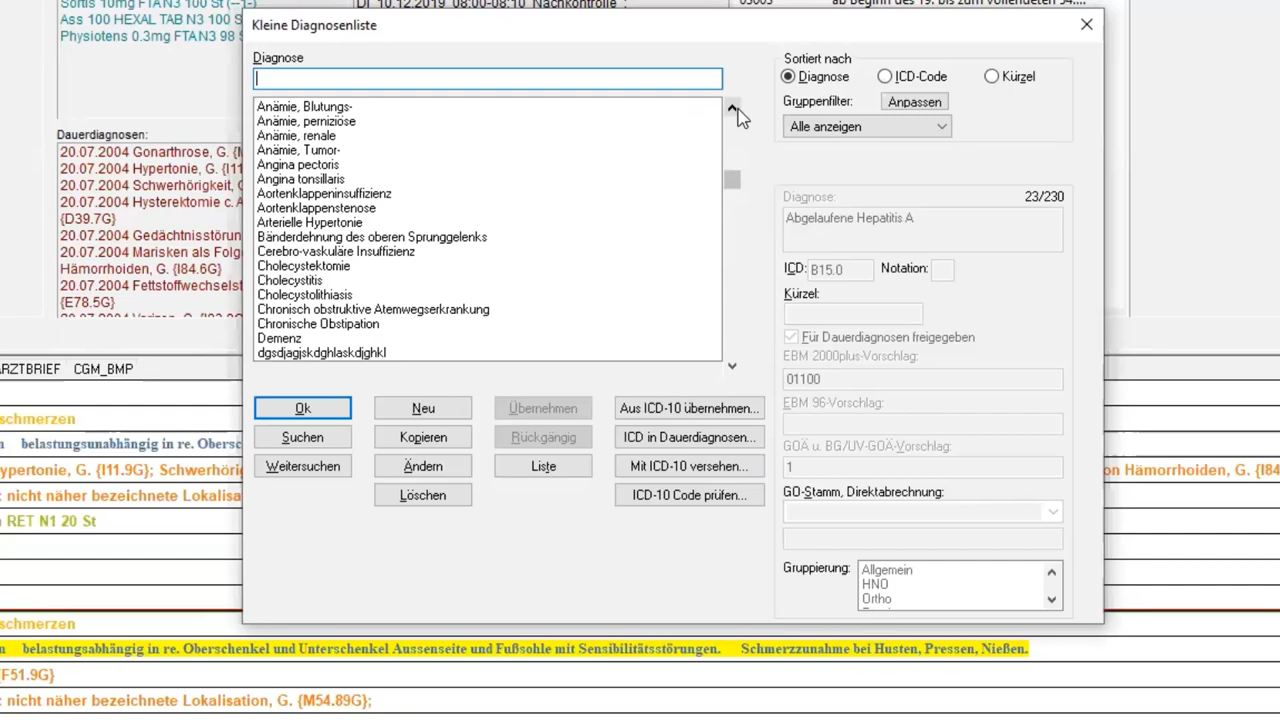 Sortis 10mg FTAN3 100 St (--1-)
Ass 100 HEXAL TAB N3 100 S
Physiotens 0.3mg FTAN3 98
DI 10.12.2019 08:00-08:10 Nachkontrolle ;
03003
ab Beginn des 19. bis zum vollendeten 54....
Dauerdiagnosen:
20.07.2004 Gonarthrose, G. {M
20.07.2004 Hypertonie, G. {I11
20.07.2004 Schwerhörigkeit, G
20.07.2004 Hysterektomie c. A
{D39.7G}
20.07.2004 Gedächtnisstörun
20.07.2004 Marisken als Folg
Hämorrhoiden, G. {I84.6G}
20.07.2004 Fettstoffwechselst
{E78.5G}
20.07.2004 Varizen, G.
ARZTBRIEF CGM_BMP
Kleine Diagnosenliste
Diagnose
Anämie, Blutungs-
Anämie, perniziöse
Anämie, renale
Anämie, Tumor-
Angina pectoris
Angina tonsillaris
Aortenklappeninsuffizienz
Aortenklappenstenose
Arterielle Hypertonie
Bänderdehnung des oberen Sprunggelenks
Cerebro-vaskuläre Insuffizienz
Cholecystektomie
Cholecystitis
Cholecystolithiasis
Chronisch obstruktive Atemwegserkrankung
Chronische Obstipation
Demenz
dgsdjagjskdghlaskdjghkl
Ok Neu Übernehmen Aus ICD-10 übernehmen...
Suchen Kopieren Rückgängig ICD in Dauerdiagnosen...
Weitersuchen Ändern Liste Mit ICD-10 versehen...
Löschen ICD-10 Code prüfen...
Sortiert nach
Diagnose ICD-Code Kürzel
Gruppenfilter: Anpassen
Alle anzeigen
Diagnose: 23/230
Abgelaufene Hepatitis A
ICD: B15.0 Notation:
Kürzel:
Für Dauerdiagnosen freigegeben
EBM 2000plus-Vorschlag:
01100
EBM 96-Vorschlag:
GOÄ u. BG/UV-GOÄ-Vorschlag:
1
GO-Stamm, Direktabrechnung:
Gruppierung: Allgemein
HNO
Ortho
schmerzen
n belastungsunabhängig in re. Obersc
ypertonie, G. {I11.9G}; Schwerhörig
on Hämorrhoiden, G. {I84
: nicht näher bezeichnete Lokalisa
RET N1 20 St
schmerzen
n belastungsabhängig in re. Oberschenkel und Unterschenkel Aussenseite und Fußsohle mit Sensibilitätsstörungen. Schmerzzunahme bei Husten, Pressen, Nießen.
{F51.9G}
: nicht näher bezeichnete Lokalisation, G. {M54.89G};